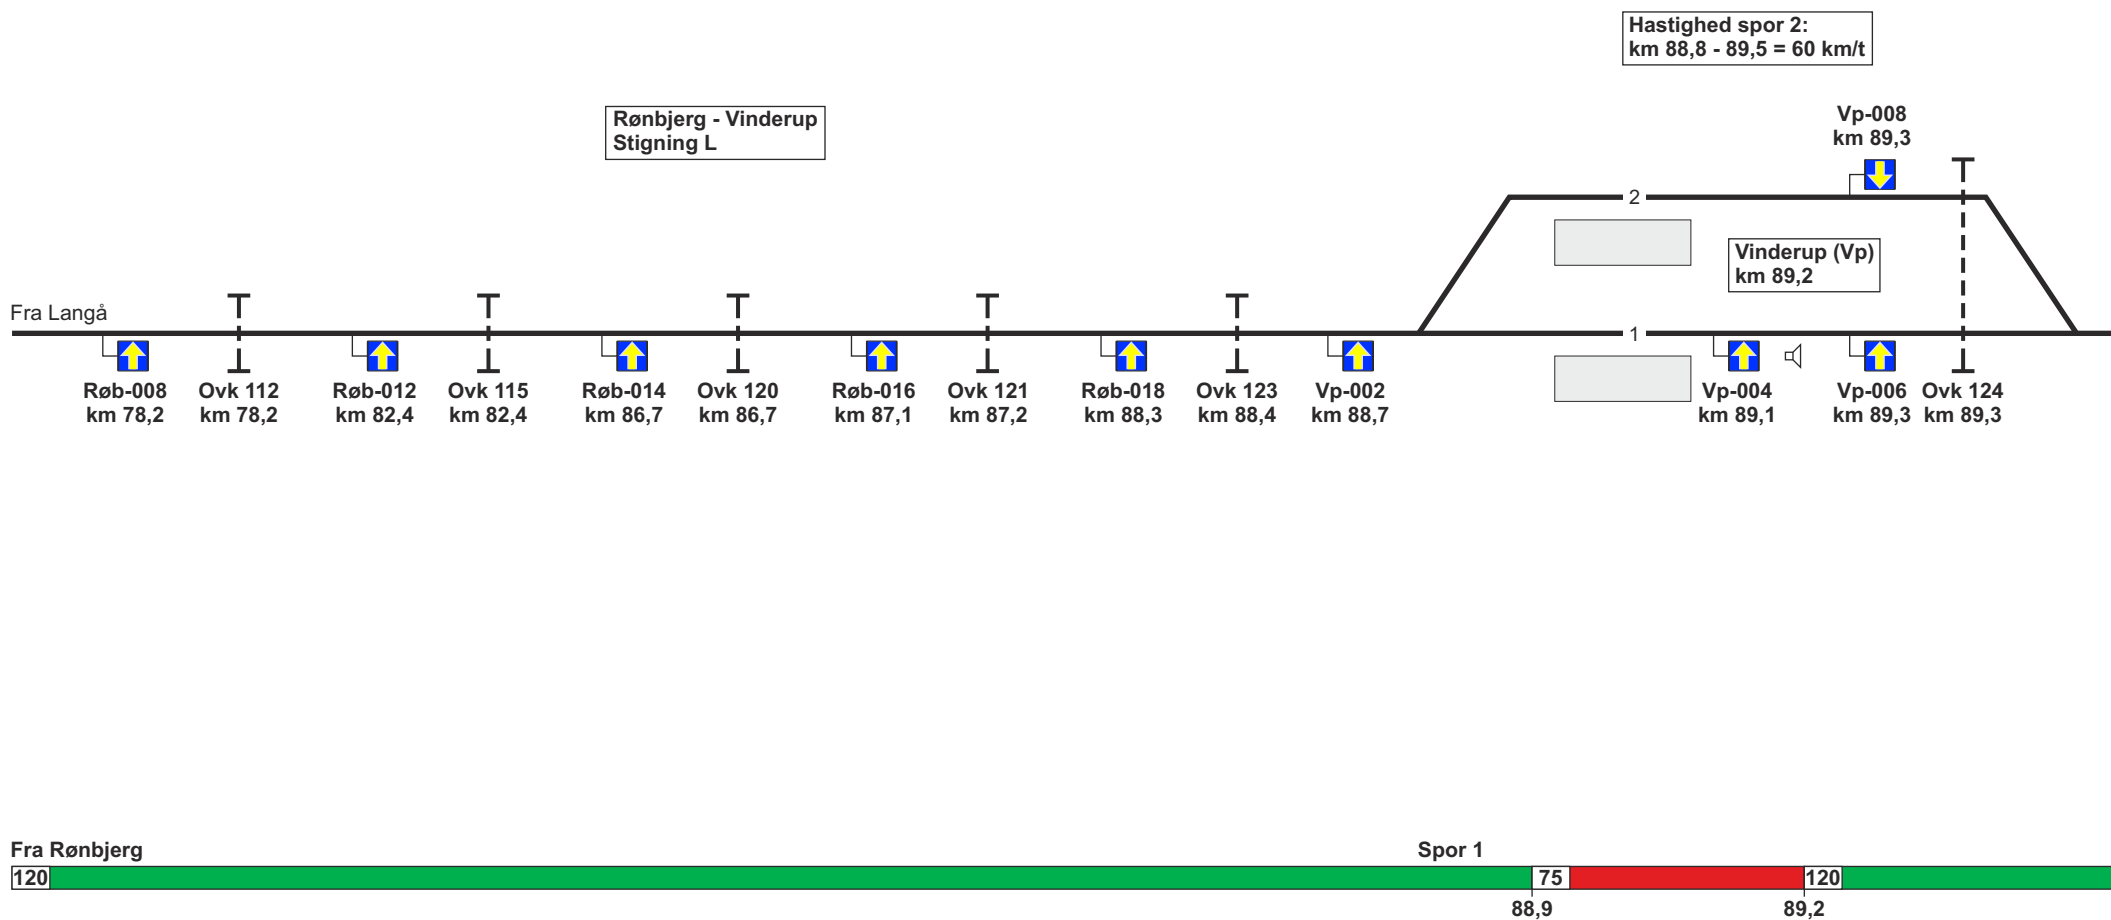 Hastighed spor 2:
km 88,8 - 89,5 = 60 km/t
Rønbjerg - Vinderup
Stigning L
Vp-008
km 89,3
2
Vinderup (Vp)
km 89,2
Fra Langå
1
Røb-008
km 78,2
Ovk 112
km 78,2
Røb-012
km 82,4
Ovk 115
km 82,4
Røb-014
km 86,7
Ovk 120
km 86,7
Røb-016
km 87,1
Ovk 121
km 87,2
Røb-018
km 88,3
Ovk 123
km 88,4
Vp-002
km 88,7
Vp-004
km 89,1
Vp-006
km 89,3
Ovk 124
km 89,3
Fra Rønbjerg
Spor 1
120
75
120
88,9
89,2